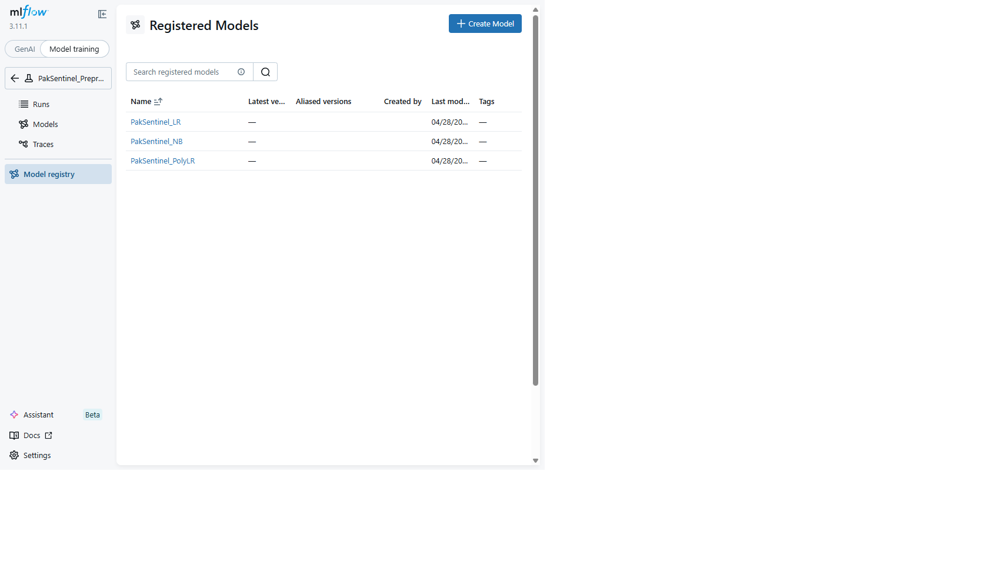 mlflow
3.11.1
GenAI
Model training
PakSentinel_Prepr...
Runs
Models
Traces
Model registry
Assistant
Beta
Docs
Settings
Registered Models
Create Model
Search registered models
Name Latest ve... Aliased versions Created by Last mod... Tags
PakSentinel_LR — 04/28/20... —
PakSentinel_NB — 04/28/20... —
PakSentinel_PolyLR — 04/28/20... —